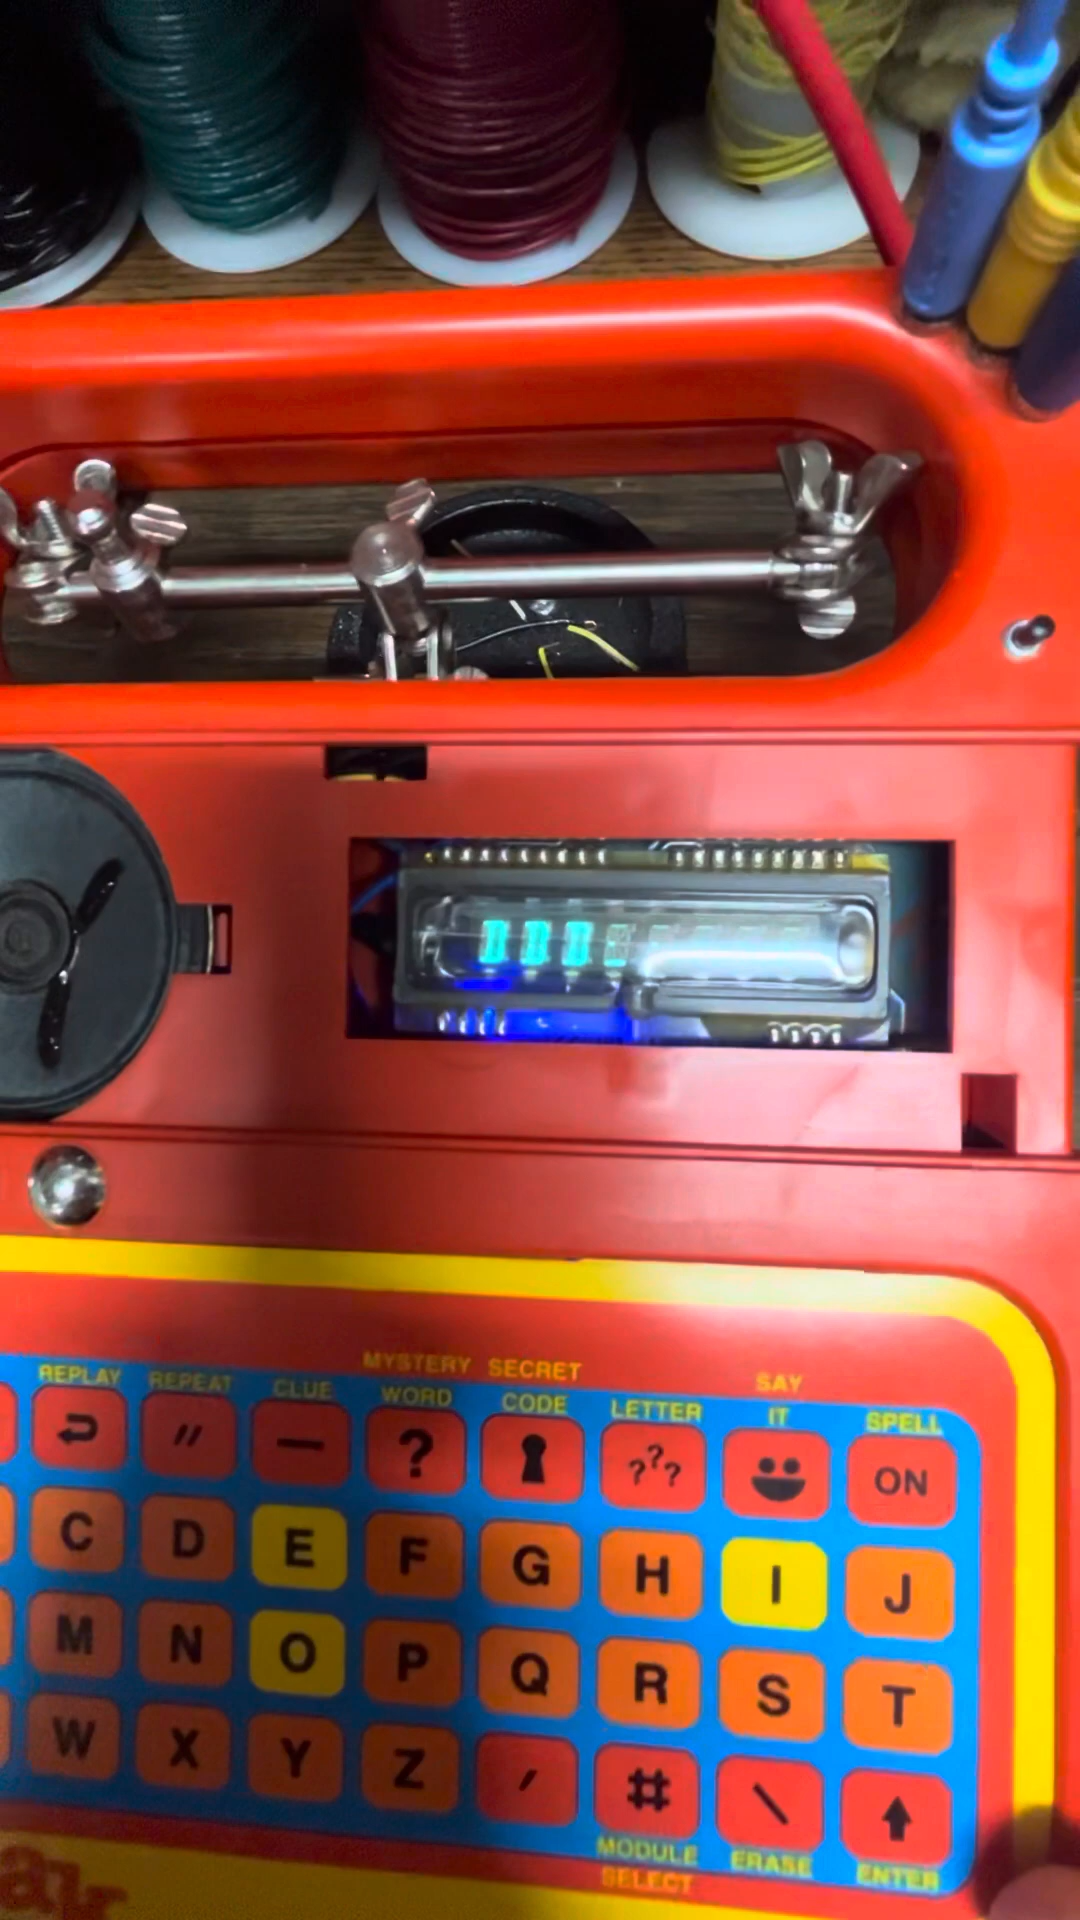 MYSTERY SECRET SAY
REPLAY REPEAT CLUE WORD CODE LETTER IT SPELL
" — ? ??? ON
C D E F G H I J
M N O P Q R S T
W X Y Z ' # \
MODULE ERASE ENTER
SELECT